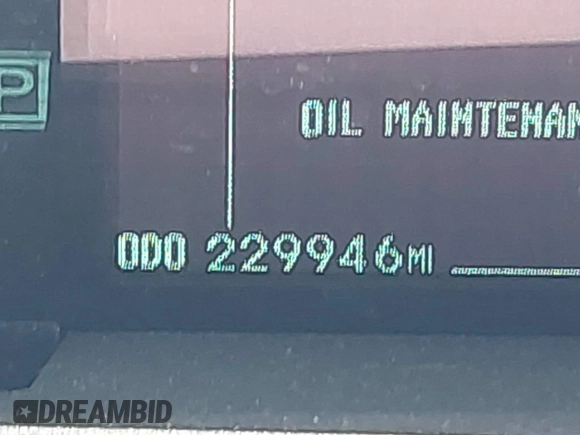 P
OIL MAINTENAN
ODO 229946MI
DREAMBID